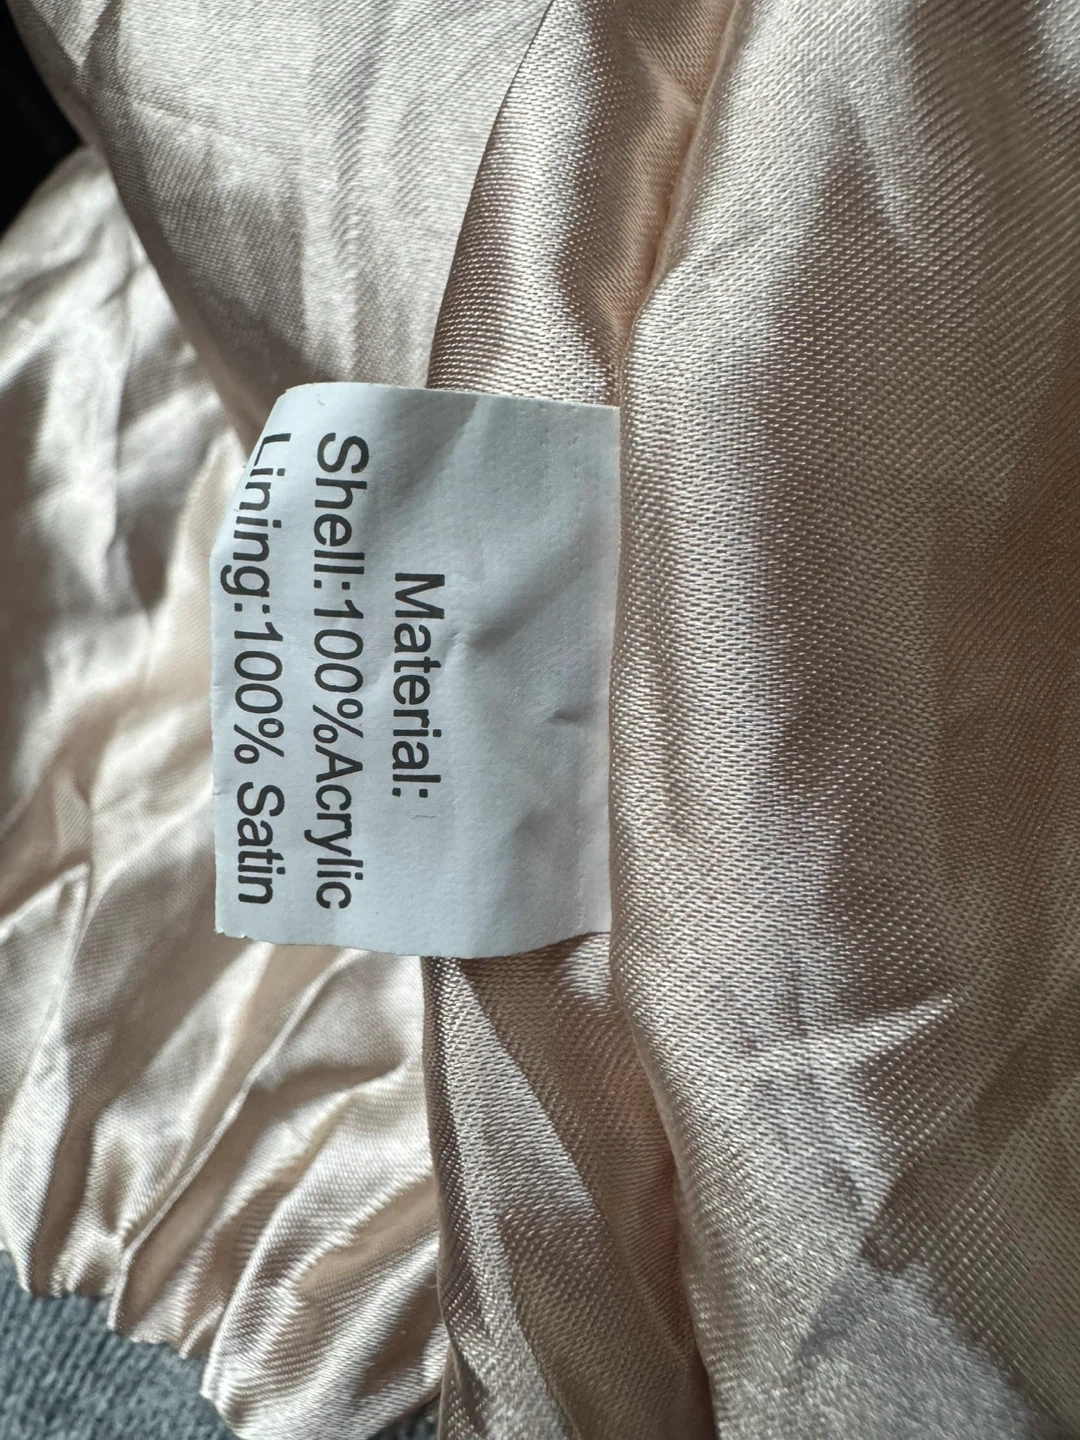 Material:
Shell:100%Acrylic
Lining:100% Satin